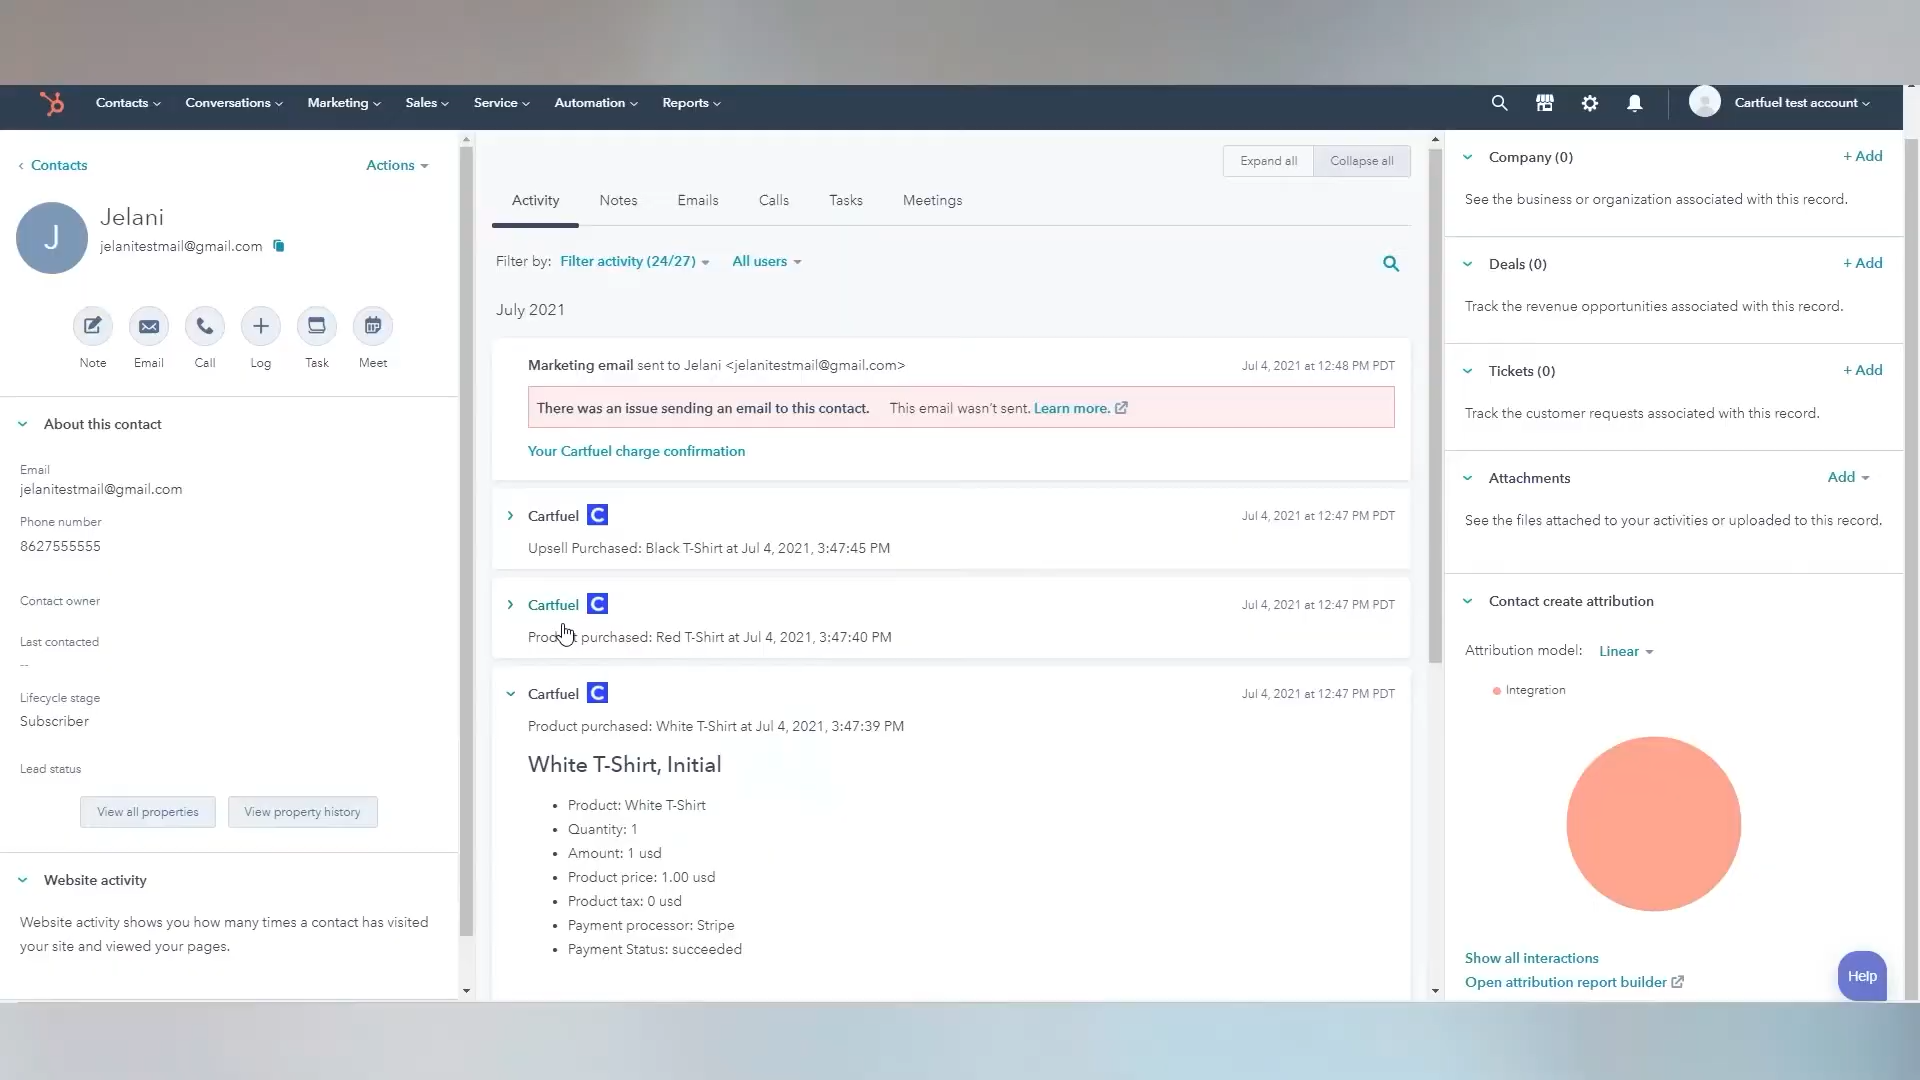 Contacts
Conversations
Marketing
Sales
Service
Automation
Reports
Cartfuel test account
Contacts
Actions
J
Jelani
jelanitestmail@gmail.com
Note
Email
Call
Log
Task
Meet
About this contact
Email
jelanitestmail@gmail.com
Phone number
8627555555
Contact owner
Last contacted
--
Lifecycle stage
Subscriber
Lead status
View all properties
View property history
Website activity
Website activity shows you how many times a contact has visited
your site and viewed your pages.
Expand all
Collapse all
Activity
Notes
Emails
Calls
Tasks
Meetings
Filter by: Filter activity (24/27) All users
July 2021
Marketing email sent to Jelani <jelanitestmail@gmail.com>
Jul 4, 2021 at 12:48 PM PDT
There was an issue sending an email to this contact. This email wasn't sent. Learn more.
Your Cartfuel charge confirmation
Cartfuel C
Jul 4, 2021 at 12:47 PM PDT
Upsell Purchased: Black T-Shirt at Jul 4, 2021, 3:47:45 PM
Cartfuel C
Jul 4, 2021 at 12:47 PM PDT
Product purchased: Red T-Shirt at Jul 4, 2021, 3:47:40 PM
Cartfuel C
Jul 4, 2021 at 12:47 PM PDT
Product purchased: White T-Shirt at Jul 4, 2021, 3:47:39 PM
White T-Shirt, Initial
• Product: White T-Shirt
• Quantity: 1
• Amount: 1 usd
• Product price: 1.00 usd
• Product tax: 0 usd
• Payment processor: Stripe
• Payment Status: succeeded
Company (0)
+ Add
See the business or organization associated with this record.
Deals (0)
+ Add
Track the revenue opportunities associated with this record.
Tickets (0)
+ Add
Track the customer requests associated with this record.
Attachments
Add
See the files attached to your activities or uploaded to this record.
Contact create attribution
Attribution model: Linear
Integration
Show all interactions
Open attribution report builder
Help